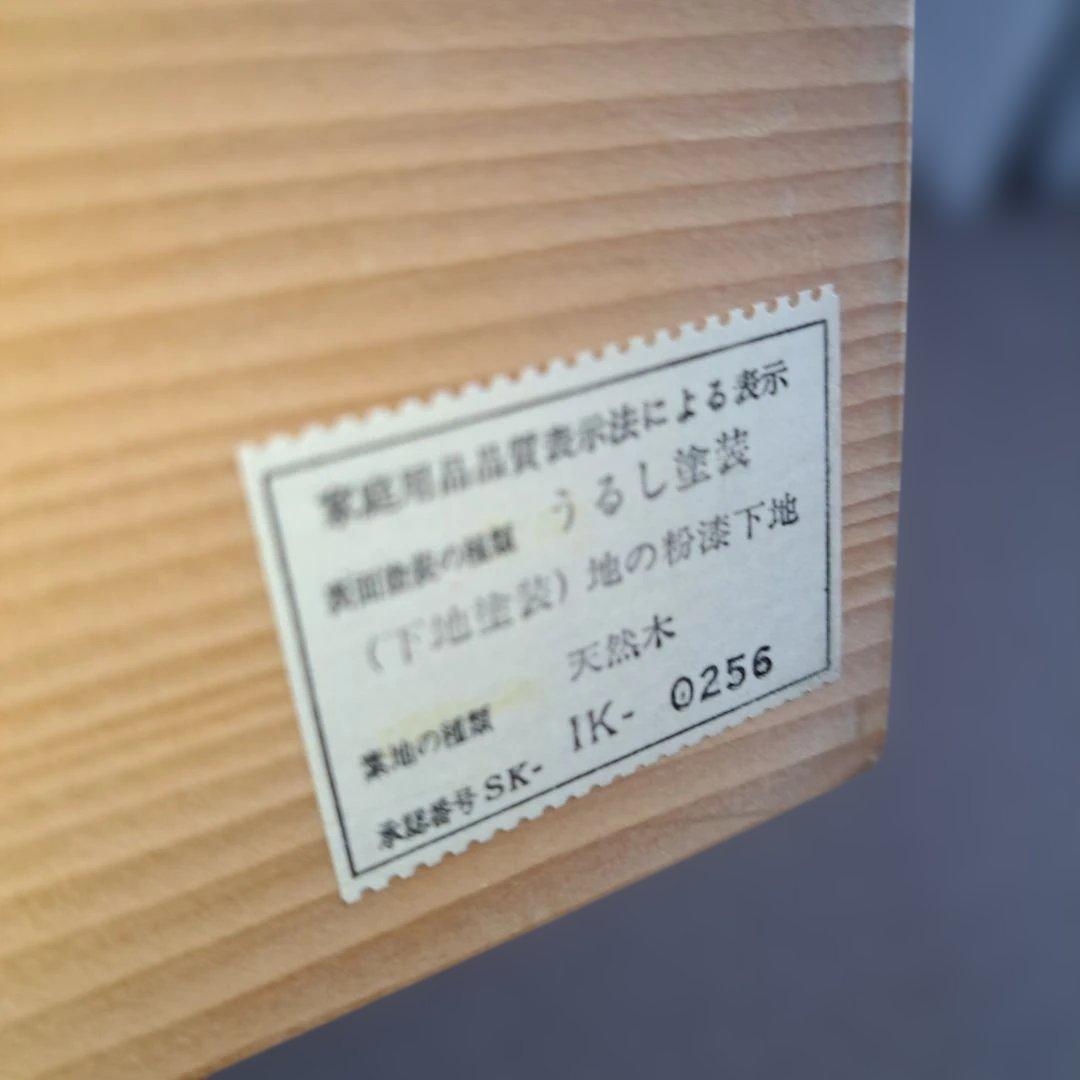 家庭用品品質表示法による表示
表面塗装の種類 うるし塗装
(下地塗装) 地の粉漆下地
素地の種類 天然木
承認番号 SK- IK- 0256